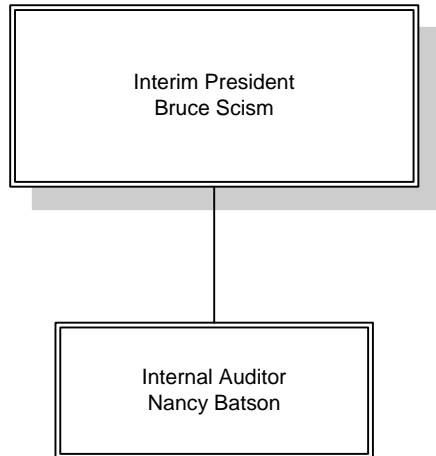 Interim President
Bruce Scism
Internal Auditor
Nancy Batson